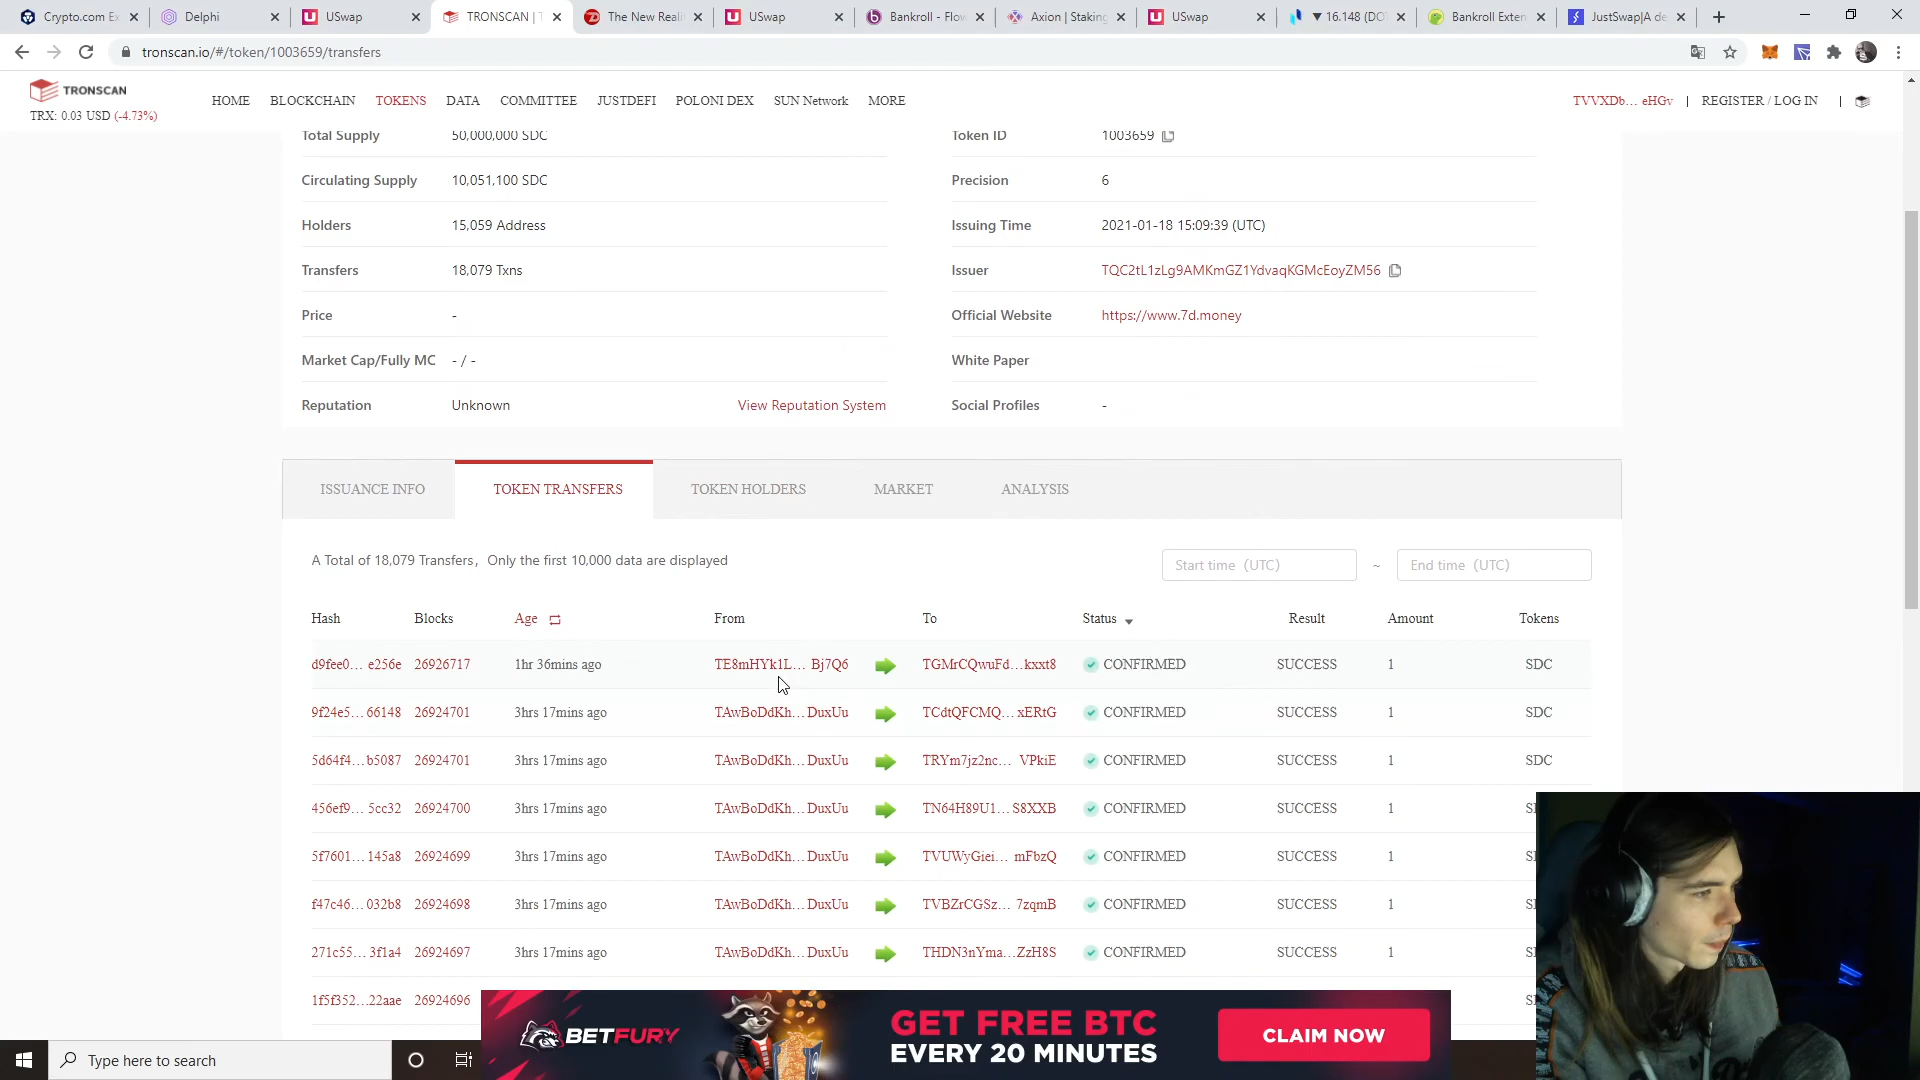 Crypto.com Ex
Delphi
USwap
TRONSCAN | T
The New Reali
USwap
Bankroll - Flow
Axion | Staking
USwap
▼ 16.148 (DO
Bankroll Exten
JustSwap|A de
tronscan.io/#/token/1003659/transfers
TRONSCAN
TRX: 0.03 USD (-4.73%)
HOME BLOCKCHAIN TOKENS DATA COMMITTEE JUSTDEFI POLONI DEX SUN Network MORE
TVVXDb... eHGv | REGISTER / LOG IN |
Total Supply 50,000,000 SDC Token ID 1003659
Circulating Supply 10,051,100 SDC Precision 6
Holders 15,059 Address Issuing Time 2021-01-18 15:09:39 (UTC)
Transfers 18,079 Txns Issuer TQC2tL1zLg9AMKmGZ1YdvaqKGMcEoyZM56
Price - Official Website https://www.7d.money
Market Cap/Fully MC - / - White Paper
Reputation Unknown View Reputation System Social Profiles -
ISSUANCE INFO TOKEN TRANSFERS TOKEN HOLDERS MARKET ANALYSIS
A Total of 18,079 Transfers，Only the first 10,000 data are displayed Start time (UTC) ~ End time (UTC)
Hash Blocks Age From To Status Result Amount Tokens
d9fee0... e256e 26926717 1hr 36mins ago TE8mHYk1L... Bj7Q6 TGMrCQwuFd...kxxt8 CONFIRMED SUCCESS 1 SDC
9f24e5... 66148 26924701 3hrs 17mins ago TAwBoDdKh... DuxUu TCdtQFCMQ... xERtG CONFIRMED SUCCESS 1 SDC
5d64f4... b5087 26924701 3hrs 17mins ago TAwBoDdKh... DuxUu TRYm7jz2nc... VPkiE CONFIRMED SUCCESS 1 SDC
456ef9... 5cc32 26924700 3hrs 17mins ago TAwBoDdKh... DuxUu TN64H89U1... S8XXB CONFIRMED SUCCESS 1
5f7601... 145a8 26924699 3hrs 17mins ago TAwBoDdKh... DuxUu TVUWyGiei... mFbzQ CONFIRMED SUCCESS 1
f47c46... 032b8 26924698 3hrs 17mins ago TAwBoDdKh... DuxUu TVBZrCGSz... 7zqmB CONFIRMED SUCCESS 1
271c55... 3f1a4 26924697 3hrs 17mins ago TAwBoDdKh... DuxUu THDN3nYma...ZzH8S CONFIRMED SUCCESS 1
1f5f352...22aae 26924696
BETFURY
GET FREE BTC
EVERY 20 MINUTES
CLAIM NOW
Type here to search